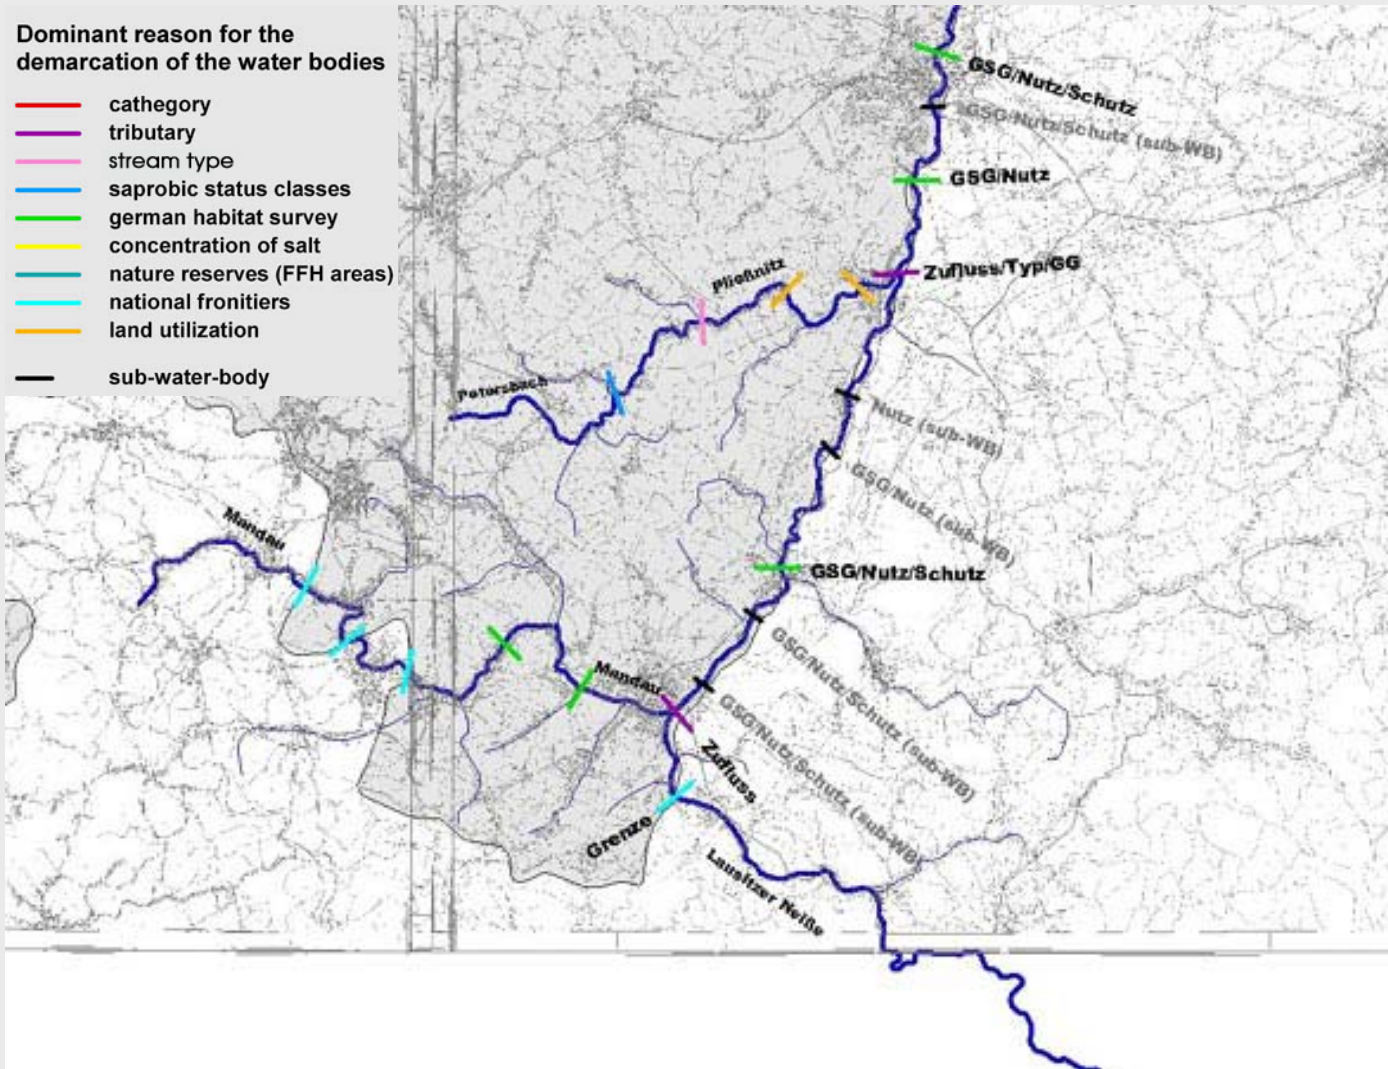 Dominant reason for the
demarcation of the water bodies
cathegory
tributary
stream type
saprobic status classes
german habitat survey
concentration of salt
nature reserves (FFH areas)
national fronitiers
land utilization
sub-water-body
GSG/Nutz/Schutz
GSG/Nutz/Schutz (sub-WB)
GSG/Nutz
Zufluss/Typ/GG
Pließnitz
Petersbach
Nutz (sub-WB)
GSG/Nutz (sub-WB)
Mandau
GSG/Nutz/Schutz
GSG/Nutz/Schutz (sub-WB)
Mandau
GSG/Nutz/Schutz (sub-WB)
Zufluss
Grenze
Lausitzer Neiße